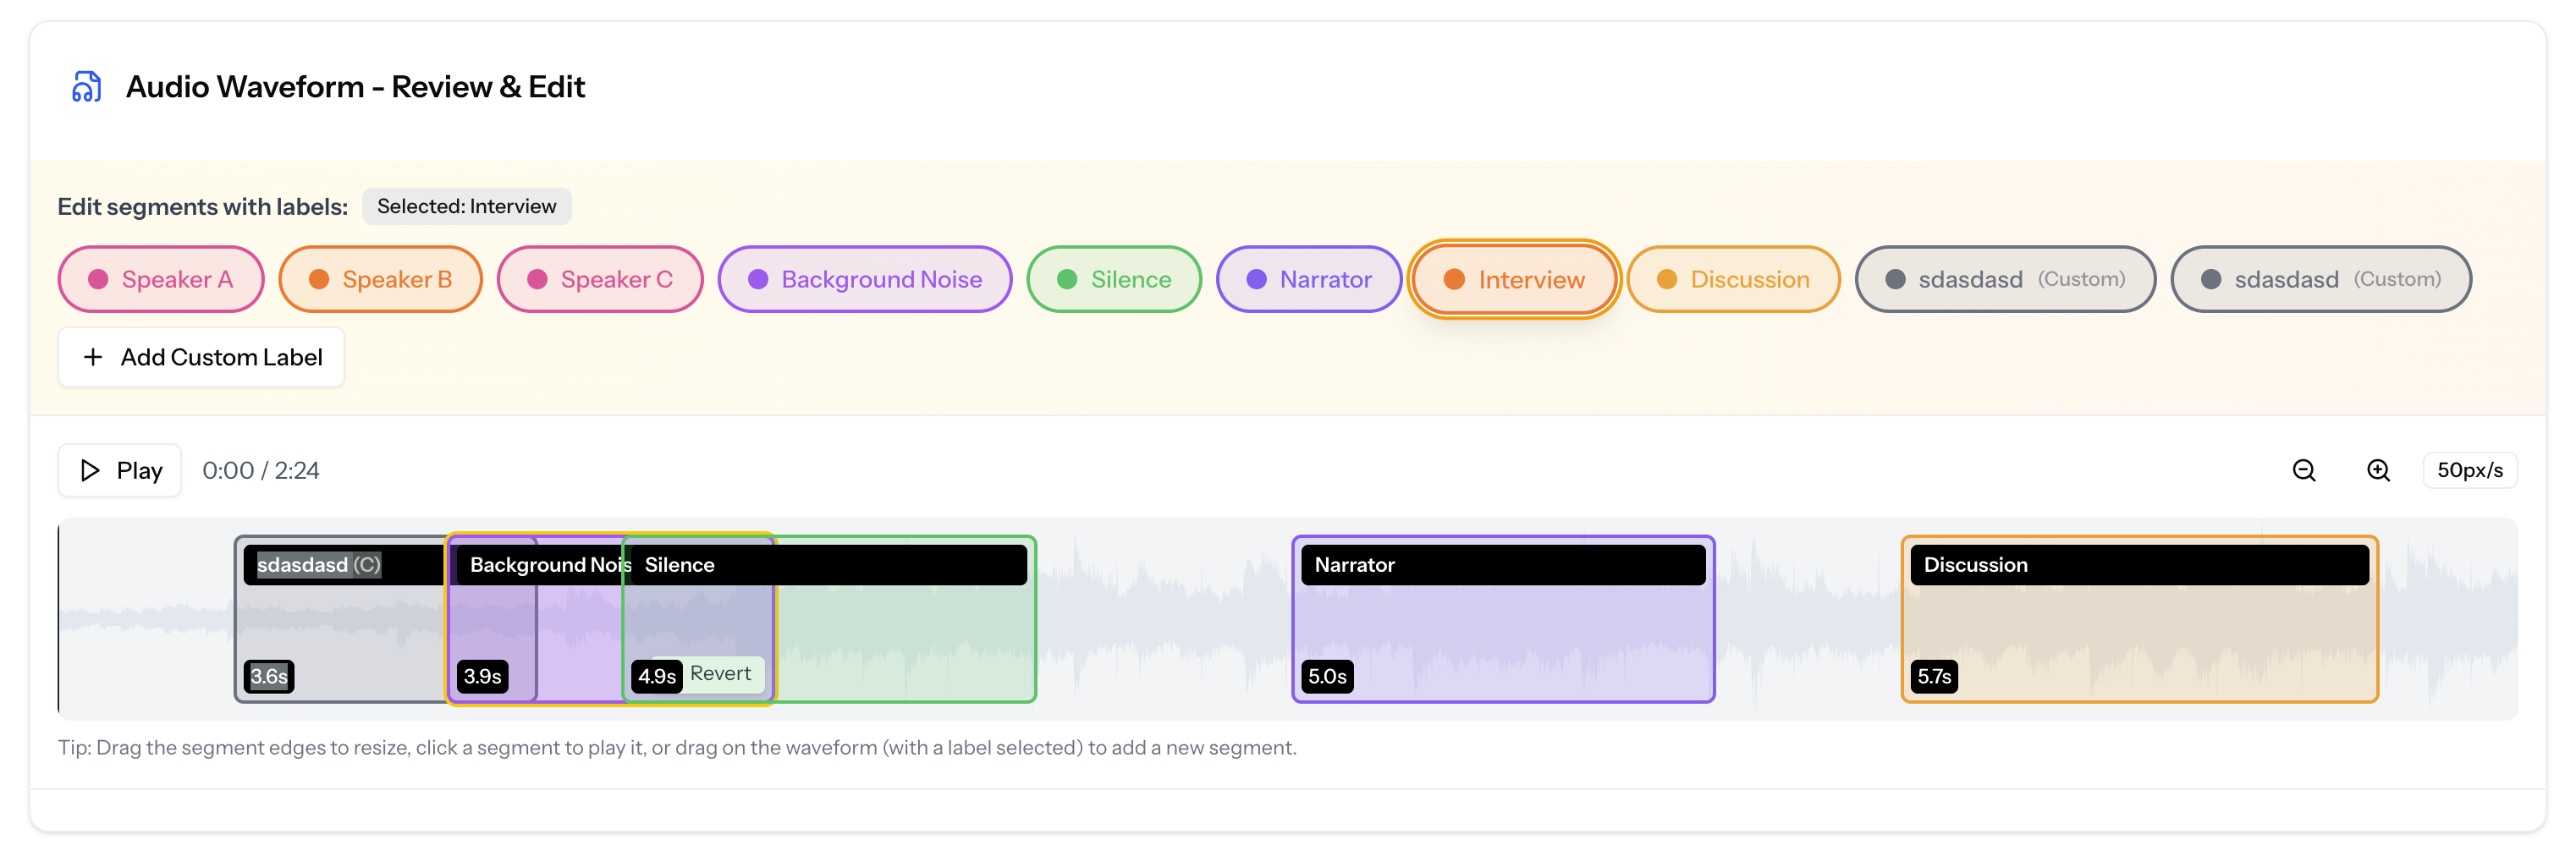 Audio Waveform - Review & Edit
Edit segments with labels: Selected: Interview
Speaker A Speaker B Speaker C Background Noise Silence Narrator Interview Discussion sdasdasd (Custom) sdasdasd (Custom)
+ Add Custom Label
Play 0:00 / 2:24 50px/s
sdasdasd (C) Background Nois Silence Narrator Discussion
3.6s 3.9s 4.9s Revert 5.0s 5.7s
Tip: Drag the segment edges to resize, click a segment to play it, or drag on the waveform (with a label selected) to add a new segment.